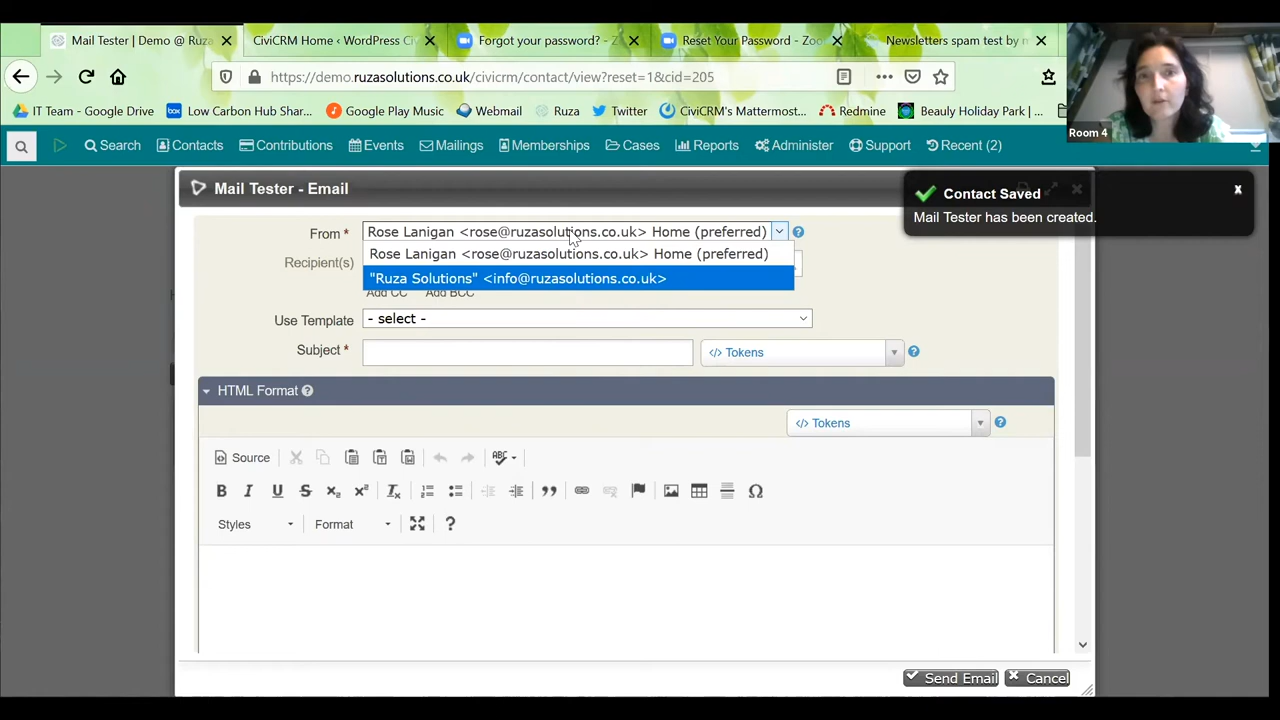 Mail Tester | Demo @ Ruza
CiviCRM Home ‹ WordPress Civ
Forgot your password? - Z
Reset Your Password - Zoo
Newsletters spam test by m
https://demo.ruzasolutions.co.uk/civicrm/contact/view?reset=1&cid=205
IT Team - Google Drive
Low Carbon Hub Shar...
Google Play Music
Webmail
Ruza
Twitter
CiviCRM's Mattermost...
Redmine
Beauly Holiday Park | ...
Room 4
Search
Contacts
Contributions
Events
Mailings
Memberships
Cases
Reports
Administer
Support
Recent (2)
Mail Tester - Email
Contact Saved
Mail Tester has been created.
From *
Rose Lanigan <rose@ruzasolutions.co.uk> Home (preferred)
Rose Lanigan <rose@ruzasolutions.co.uk> Home (preferred)
Recipient(s)
"Ruza Solutions" <info@ruzasolutions.co.uk>
Add CC
Add BCC
Use Template
- select -
Subject *
</> Tokens
HTML Format
</> Tokens
Source
ABC
B I U S x₂ x² Tx
Styles
Format
?
Send Email
Cancel